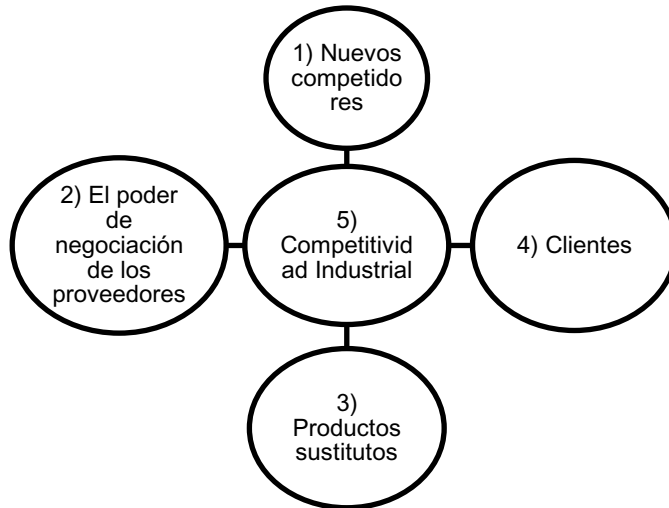 1) Nuevos
competido
res
2) El poder
de
negociación
de los
proveedores
5)
Competitivid
ad Industrial
4) Clientes
3)
Productos
sustitutos